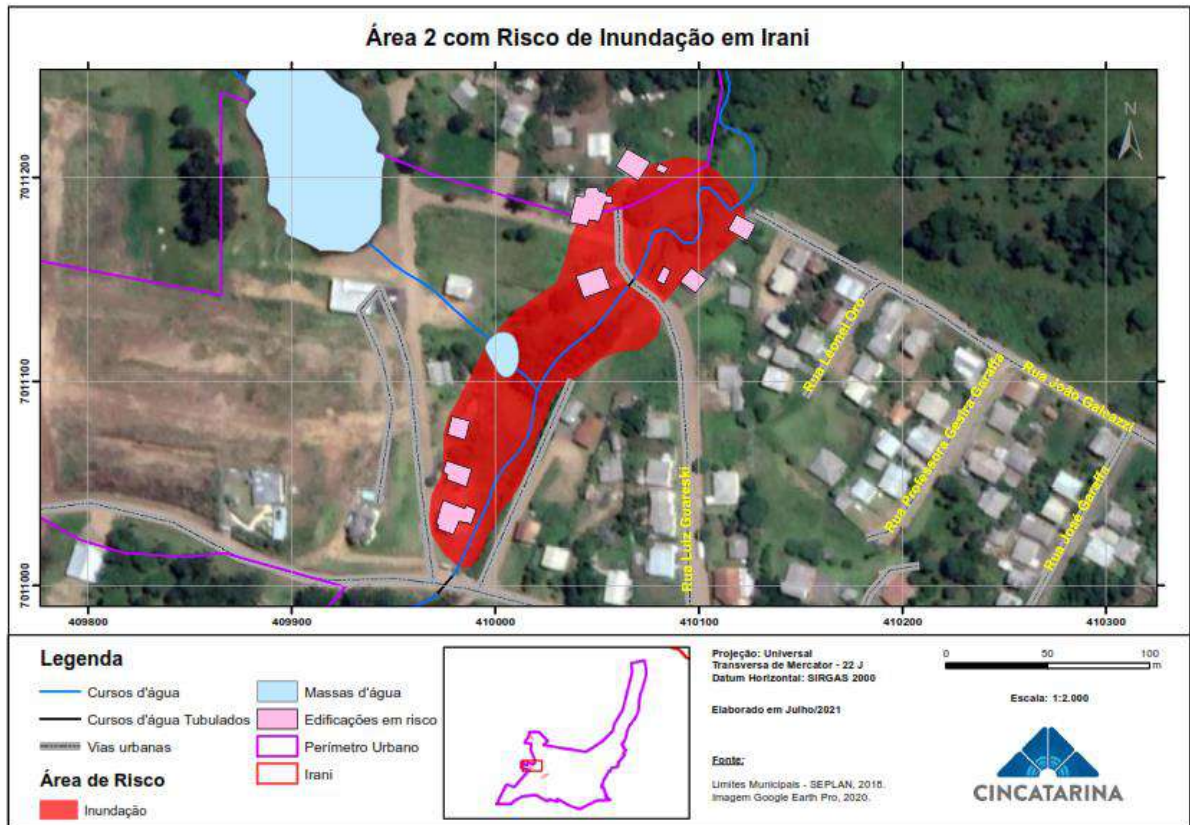 Área 2 com Risco de Inundação em Irani
N
7011200
7011100
7011000
409800
409900
410000
410100
410200
410300
Rua Leonel Oro
Rua João Galeazzi
Rua Professora Gesira Garaffa
Rua José Garaffa
Rua Luiz Guareski
Legenda
Cursos d'água
Cursos d'água Tubulados
Vias urbanas
Área de Risco
Inundação
Massas d'água
Edificações em risco
Perímetro Urbano
Irani
Projeção: Universal
Transversa de Mercator - 22 J
Datum Horizontal: SIRGAS 2000
Elaborado em Julho/2021
Fonte:
Limites Municipais - SEPLAN, 2018.
Imagem Google Earth Pro, 2020.
0 50 100
m
Escala: 1:2.000
CINCATARINA